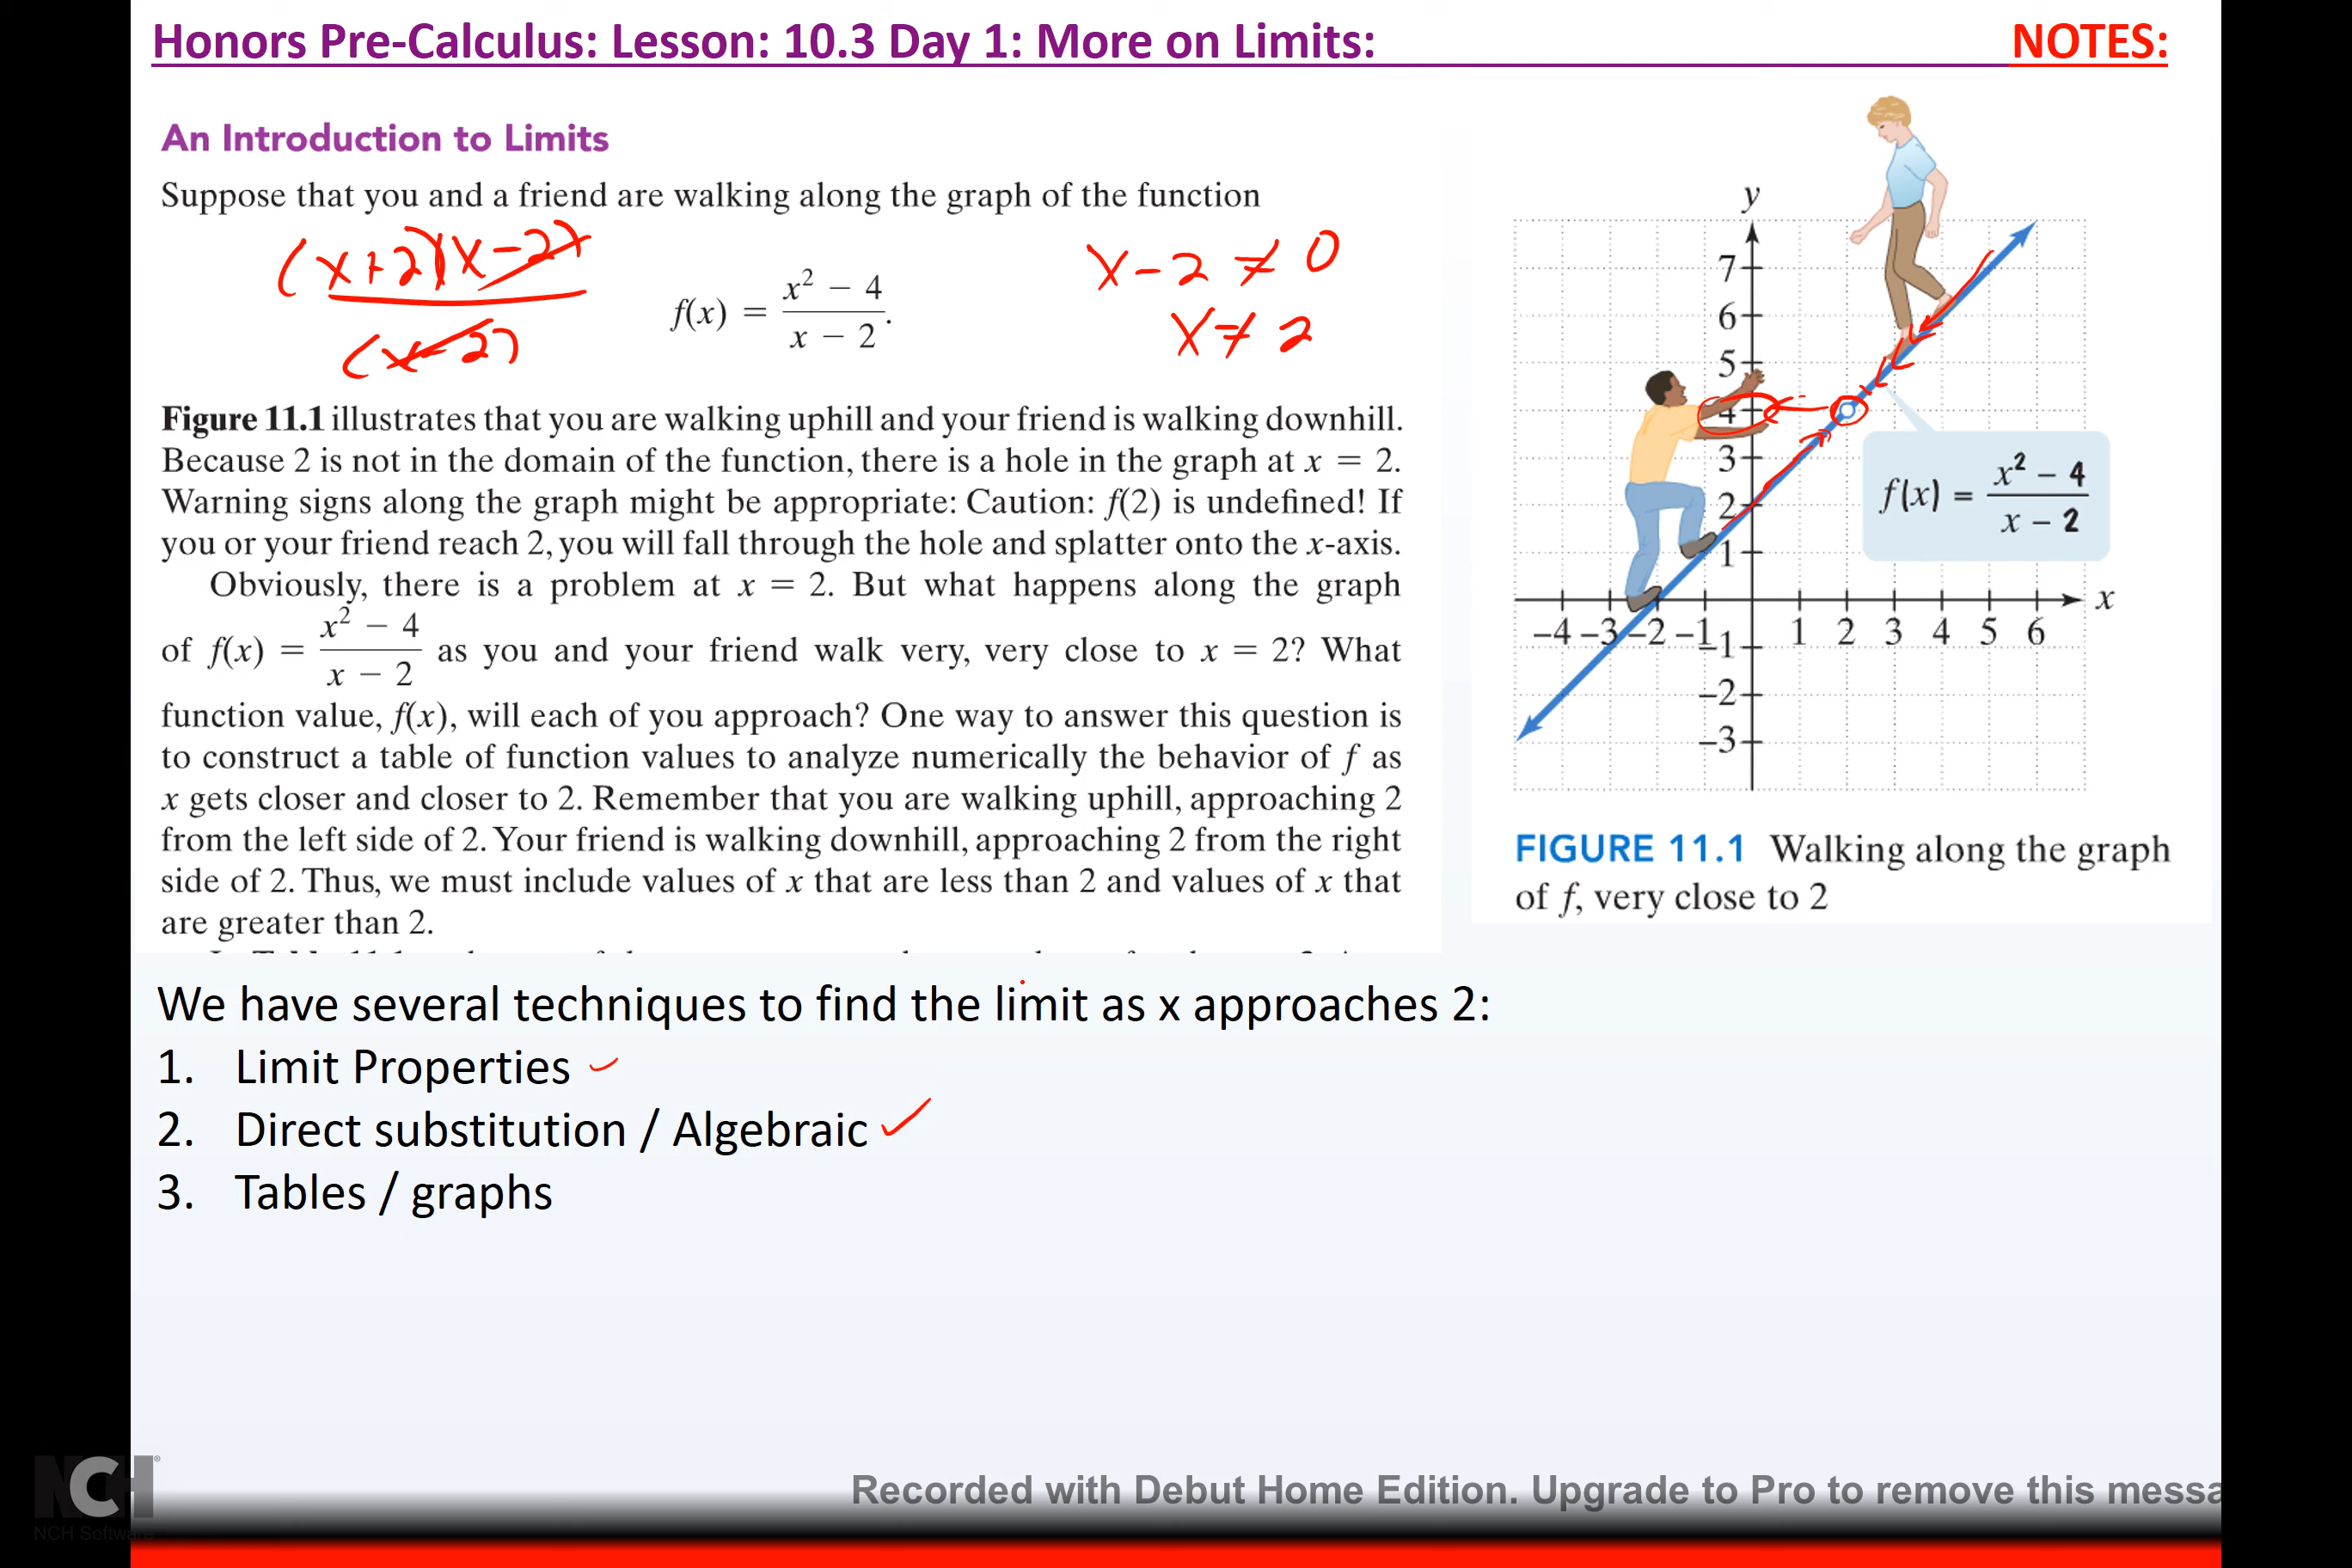 Honors Pre-Calculus: Lesson: 10.3 Day 1: More on Limits: NOTES:
An Introduction to Limits
Suppose that you and a friend are walking along the graph of the function
(x+2)(x-2)
(x-2)
f(x) = x² − 4 / x − 2.
x-2 ≠ 0
x ≠ 2
Figure 11.1 illustrates that you are walking uphill and your friend is walking downhill.
Because 2 is not in the domain of the function, there is a hole in the graph at x = 2.
Warning signs along the graph might be appropriate: Caution: f(2) is undefined! If
you or your friend reach 2, you will fall through the hole and splatter onto the x-axis.
Obviously, there is a problem at x = 2. But what happens along the graph
of f(x) = x² − 4 / x − 2 as you and your friend walk very, very close to x = 2? What
function value, f(x), will each of you approach? One way to answer this question is
to construct a table of function values to analyze numerically the behavior of f as
x gets closer and closer to 2. Remember that you are walking uphill, approaching 2
from the left side of 2. Your friend is walking downhill, approaching 2 from the right
side of 2. Thus, we must include values of x that are less than 2 and values of x that
are greater than 2.
y
7
6
5
4
3
2
1
−4 −3 −2 −1 1 2 3 4 5 6 x
−1
−2
−3
f(x) = x² − 4 / x − 2
FIGURE 11.1 Walking along the graph
of f, very close to 2
We have several techniques to find the limit as x approaches 2:
1. Limit Properties
2. Direct substitution / Algebraic
3. Tables / graphs
NCH
NCH Software
Recorded with Debut Home Edition. Upgrade to Pro to remove this messa